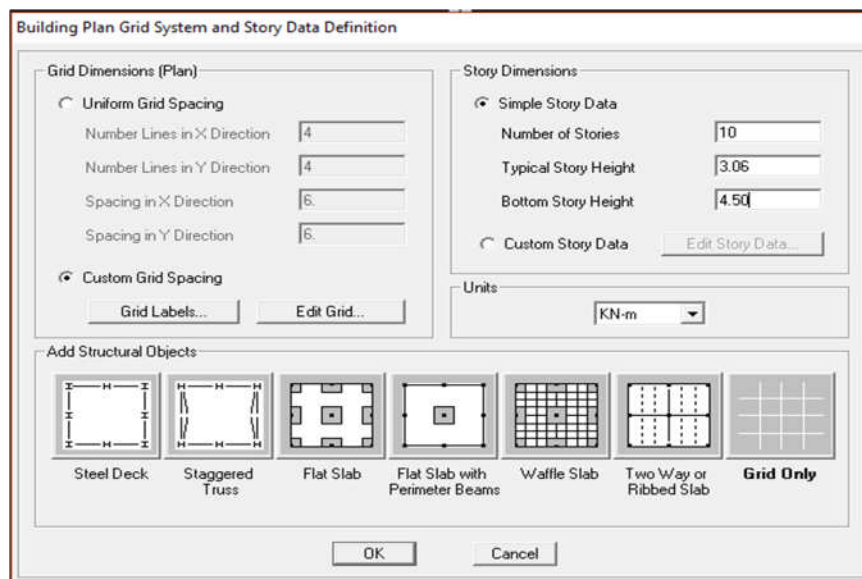 Building Plan Grid System and Story Data Definition
Grid Dimensions (Plan)
Uniform Grid Spacing
Number Lines in X Direction 4
Number Lines in Y Direction 4
Spacing in X Direction 6.
Spacing in Y Direction 6.
Custom Grid Spacing
Grid Labels... Edit Grid...
Story Dimensions
Simple Story Data
Number of Stories 10
Typical Story Height 3.06
Bottom Story Height 4.50
Custom Story Data Edit Story Data...
Units
KN-m
Add Structural Objects
Steel Deck
Staggered
Truss
Flat Slab
Flat Slab with
Perimeter Beams
Waffle Slab
Two Way or
Ribbed Slab
Grid Only
OK Cancel